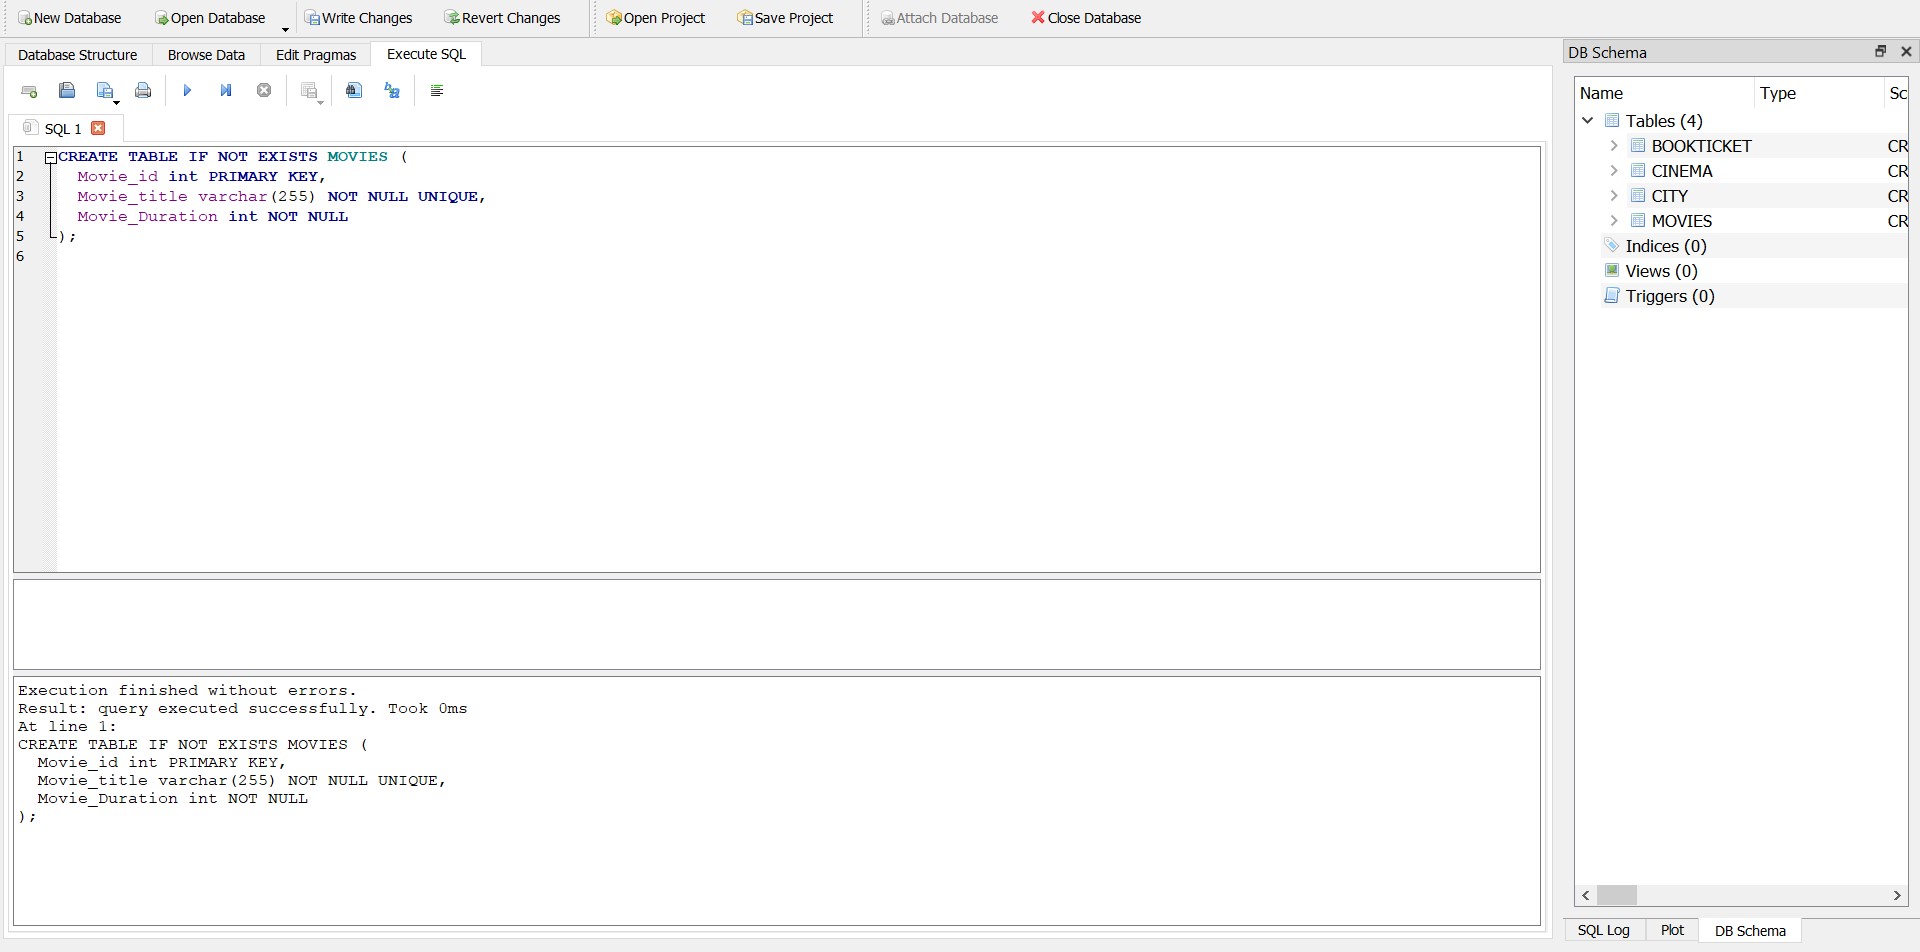 New Database Open Database Write Changes Revert Changes Open Project Save Project Attach Database Close Database
Database Structure Browse Data Edit Pragmas Execute SQL
SQL 1
1 CREATE TABLE IF NOT EXISTS MOVIES (
2 Movie_id int PRIMARY KEY,
3 Movie_title varchar(255) NOT NULL UNIQUE,
4 Movie_Duration int NOT NULL
5 );
6
Execution finished without errors.
Result: query executed successfully. Took 0ms
At line 1:
CREATE TABLE IF NOT EXISTS MOVIES (
Movie_id int PRIMARY KEY,
Movie_title varchar(255) NOT NULL UNIQUE,
Movie_Duration int NOT NULL
);
DB Schema
Name Type Sc
Tables (4)
BOOKTICKET CR
CINEMA CR
CITY CR
MOVIES CR
Indices (0)
Views (0)
Triggers (0)
SQL Log Plot DB Schema